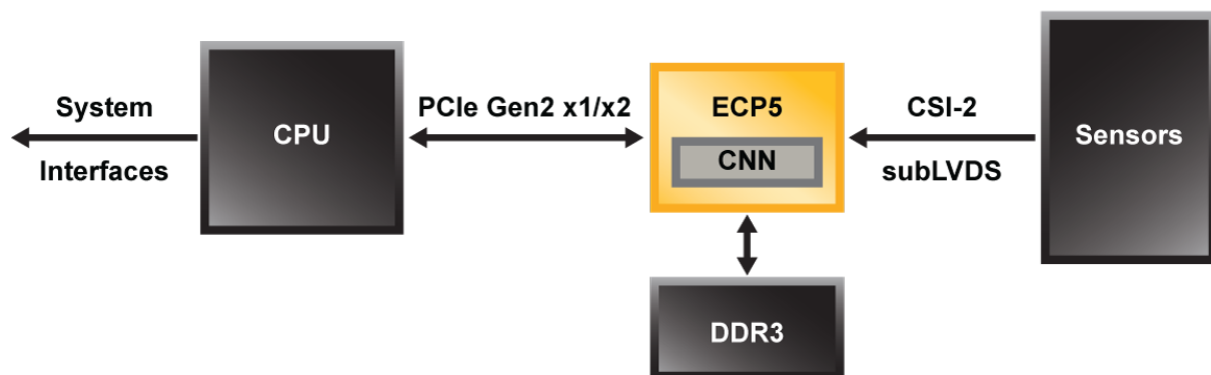 System
Interfaces
CPU
PCIe Gen2 x1/x2
ECP5
CNN
CSI-2
subLVDS
Sensors
DDR3